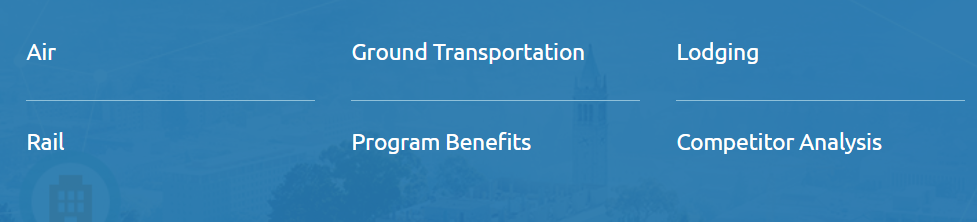 Air
Ground Transportation
Lodging
Rail
Program Benefits
Competitor Analysis